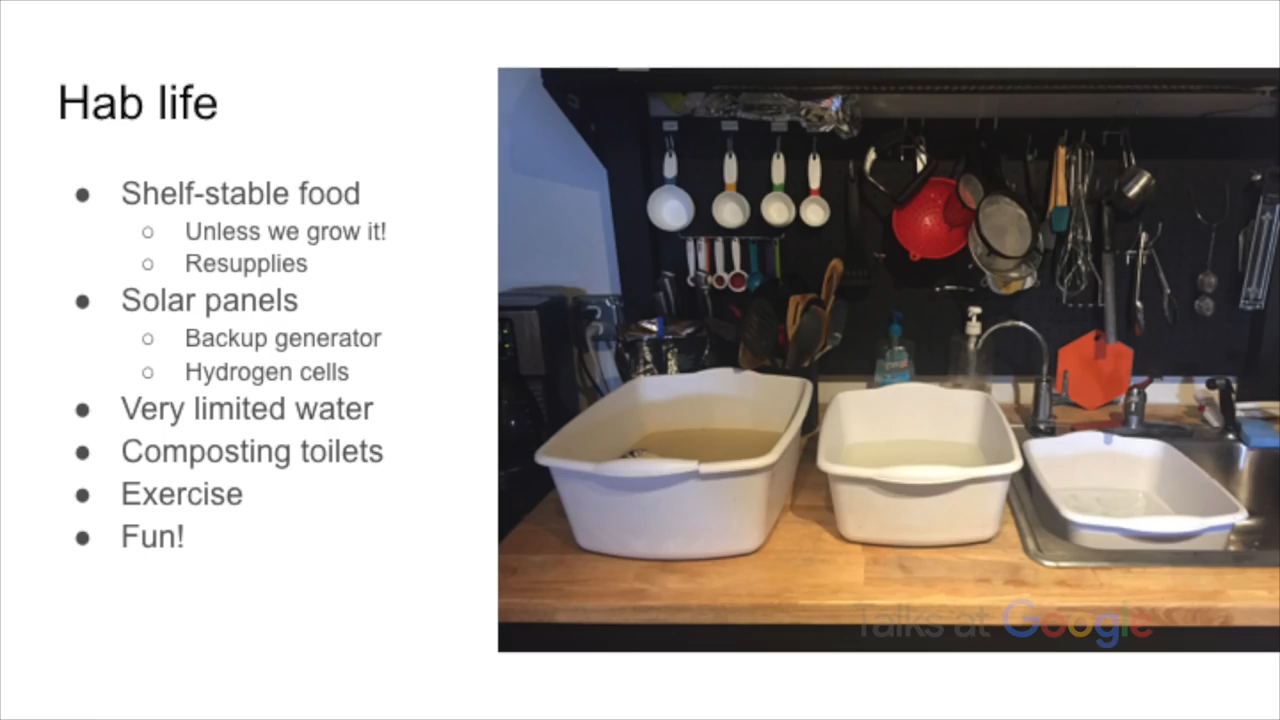 Hab life
● Shelf-stable food
○ Unless we grow it!
○ Resupplies
● Solar panels
○ Backup generator
○ Hydrogen cells
● Very limited water
● Composting toilets
● Exercise
● Fun!
Talks at Google